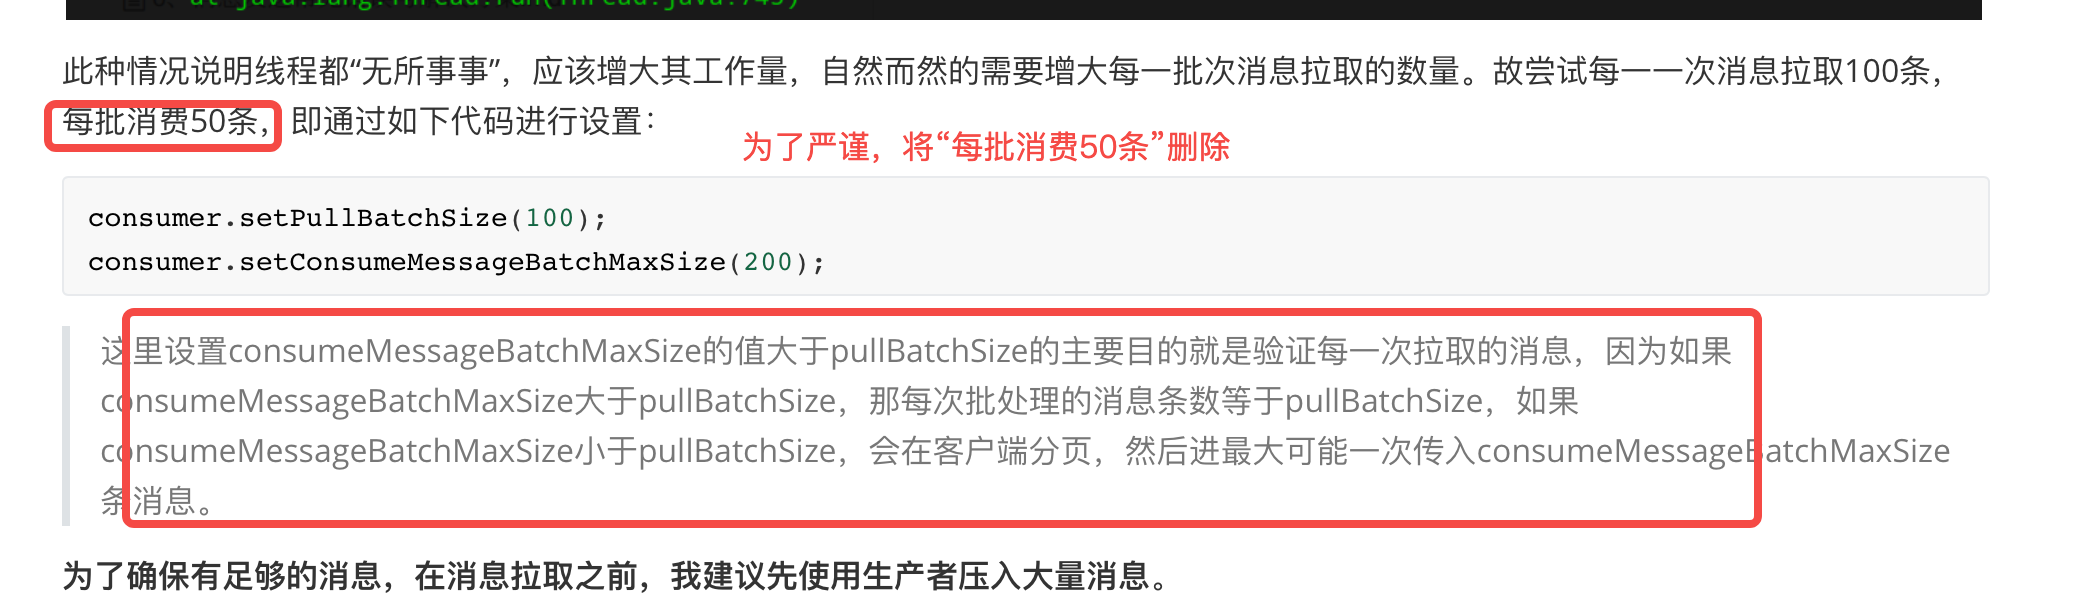 at java.lang.Thread.run(Thread.java:745)
此种情况说明线程都“无所事事”，应该增大其工作量，自然而然的需要增大每一批次消息拉取的数量。故尝试每一一次消息拉取100条，
每批消费50条，即通过如下代码进行设置：
为了严谨，将“每批消费50条”删除
consumer.setPullBatchSize(100);
consumer.setConsumeMessageBatchMaxSize(200);
这里设置consumeMessageBatchMaxSize的值大于pullBatchSize的主要目的就是验证每一次拉取的消息，因为如果
consumeMessageBatchMaxSize大于pullBatchSize，那每次批处理的消息条数等于pullBatchSize，如果
consumeMessageBatchMaxSize小于pullBatchSize，会在客户端分页，然后进最大可能一次传入consumeMessageBatchMaxSize
条消息。
为了确保有足够的消息，在消息拉取之前，我建议先使用生产者压入大量消息。